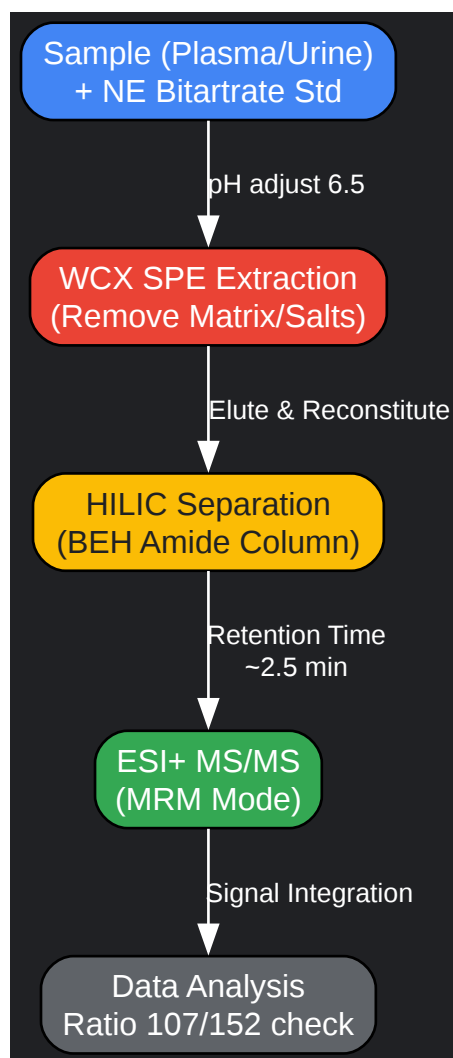 Sample (Plasma/Urine)
+ NE Bitartrate Std
pH adjust 6.5
WCX SPE Extraction
(Remove Matrix/Salts)
Elute & Reconstitute
HILIC Separation
(BEH Amide Column)
Retention Time
~2.5 min
ESI+ MS/MS
(MRM Mode)
Signal Integration
Data Analysis
Ratio 107/152 check